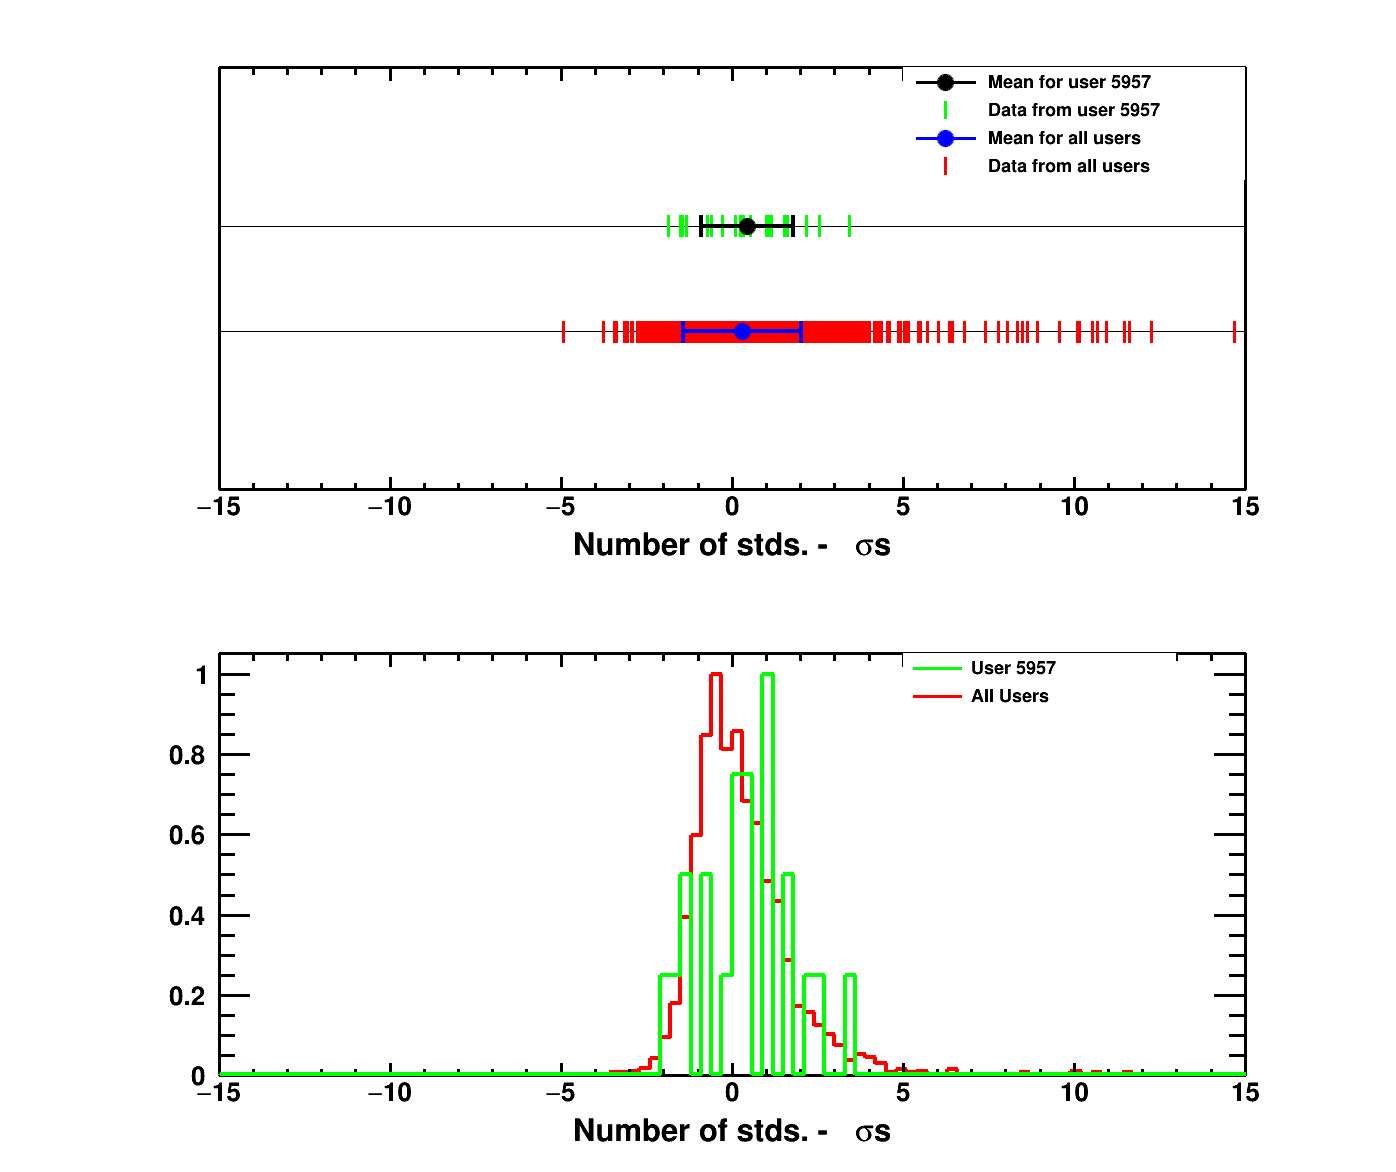 Mean for user 5957
Data from user 5957
Mean for all users
Data from all users
−15 −10 −5 0 5 10 15
Number of stds. - σs
User 5957
All Users
1
0.8
0.6
0.4
0.2
0
−15 −10 −5 0 5 10 15
Number of stds. - σs